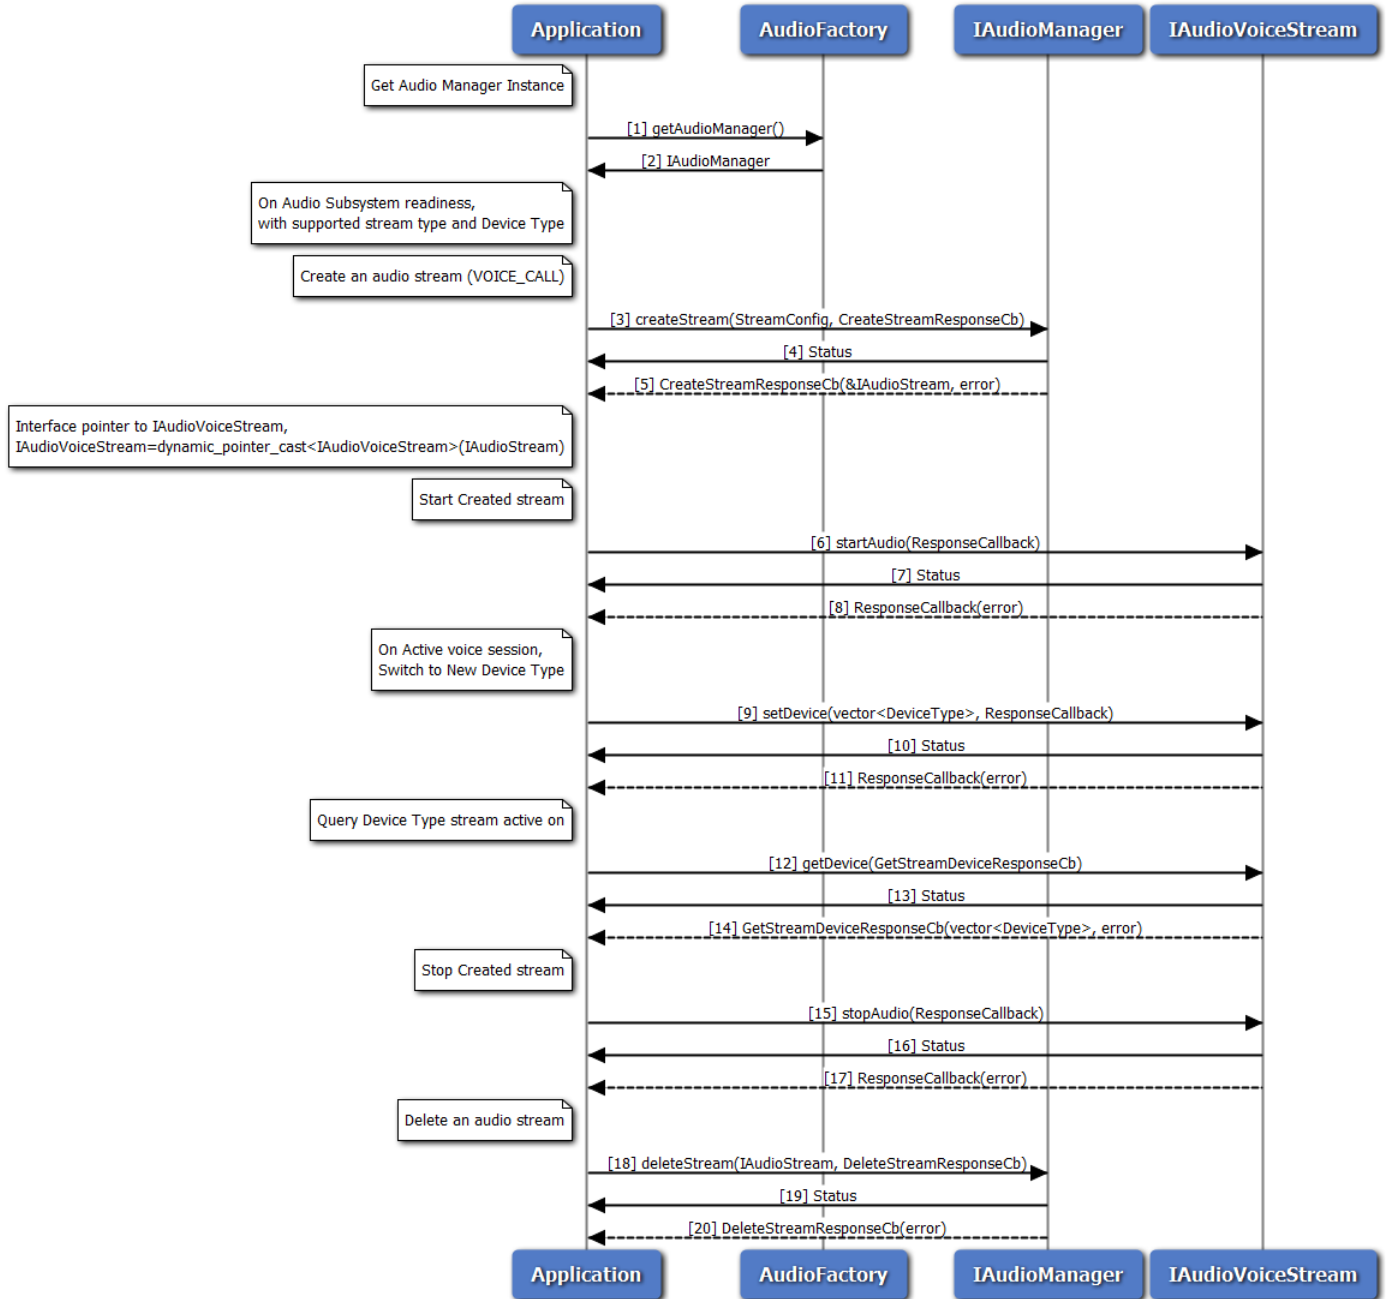 Application
AudioFactory
IAudioManager
IAudioVoiceStream
Get Audio Manager Instance
[1] getAudioManager()
[2] IAudioManager
On Audio Subsystem readiness,
with supported stream type and Device Type
Create an audio stream (VOICE_CALL)
[3] createStream(StreamConfig, CreateStreamResponseCb)
[4] Status
[5] CreateStreamResponseCb(&IAudioStream, error)
Interface pointer to IAudioVoiceStream,
IAudioVoiceStream=dynamic_pointer_cast<IAudioVoiceStream>(IAudioStream)
Start Created stream
[6] startAudio(ResponseCallback)
[7] Status
[8] ResponseCallback(error)
On Active voice session,
Switch to New Device Type
[9] setDevice(vector<DeviceType>, ResponseCallback)
[10] Status
[11] ResponseCallback(error)
Query Device Type stream active on
[12] getDevice(GetStreamDeviceResponseCb)
[13] Status
[14] GetStreamDeviceResponseCb(vector<DeviceType>, error)
Stop Created stream
[15] stopAudio(ResponseCallback)
[16] Status
[17] ResponseCallback(error)
Delete an audio stream
[18] deleteStream(IAudioStream, DeleteStreamResponseCb)
[19] Status
[20] DeleteStreamResponseCb(error)
Application
AudioFactory
IAudioManager
IAudioVoiceStream